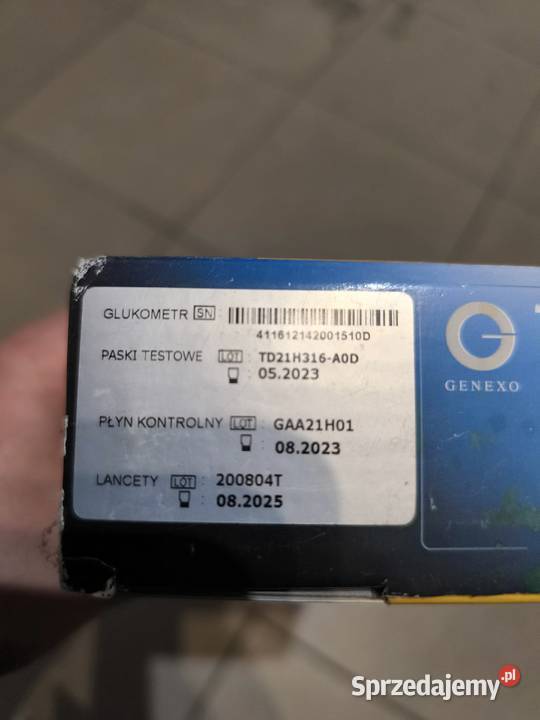 GLUKOMETR SN :
411612142001510D
PASKI TESTOWE LOT : TD21H316-A0D
: 05.2023
PŁYN KONTROLNY LOT : GAA21H01
: 08.2023
LANCETY LOT : 200804T
: 08.2025
GENEXO
Sprzedajemy.pl